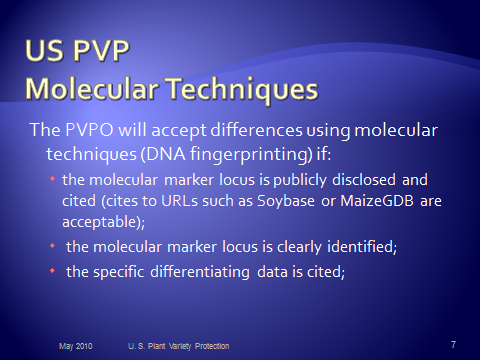 US PVP
Molecular Techniques
The PVPO will accept differences using molecular
techniques (DNA fingerprinting) if:
• the molecular marker locus is publicly disclosed and
cited (cites to URLs such as Soybase or MaizeGDB are
acceptable);
• the molecular marker locus is clearly identified;
• the specific differentiating data is cited;
May 2010 U. S. Plant Variety Protection 7